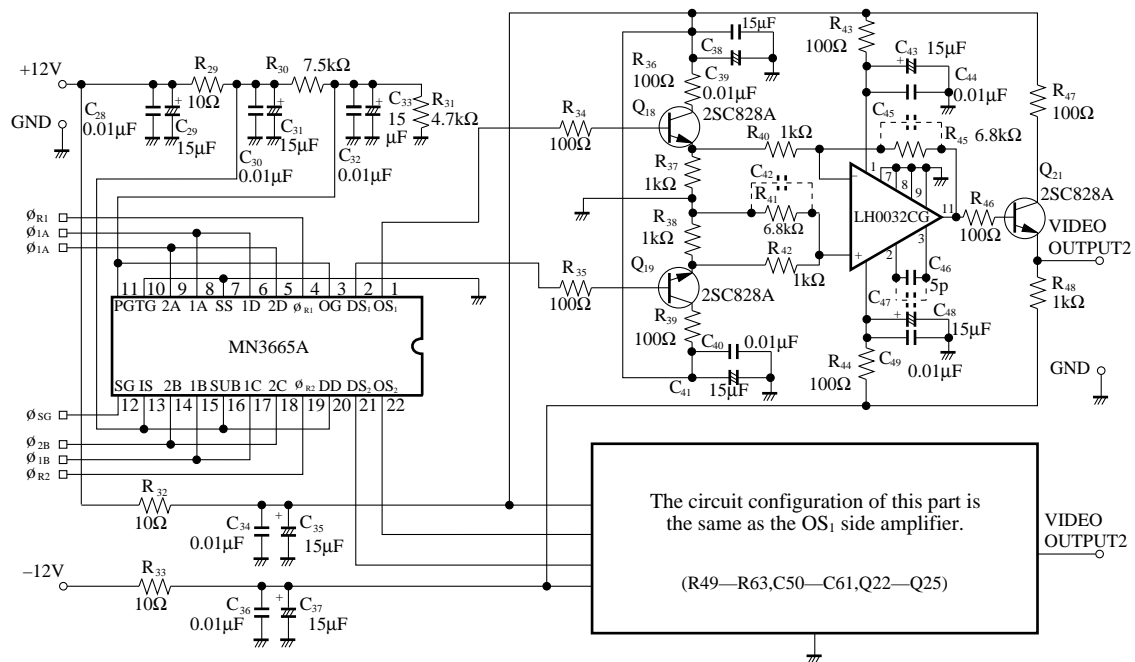 +12V
R29
10Ω
R30
7.5kΩ
C28
0.01µF
C29
15µF
C30
0.01µF
C31
15µF
C32
0.01µF
C33
15
µF
R31
4.7kΩ
GND
ØR1
Ø1A
Ø1A
R34
100Ω
R35
100Ω
15µF
C38
R36
100Ω
C39
0.01µF
Q18
2SC828A
R37
1kΩ
R38
1kΩ
Q19
2SC828A
R39
100Ω
C40
0.01µF
C41
15µF
R40
1kΩ
C42
R41
6.8kΩ
R42
1kΩ
R43
100Ω
C43
15µF
C44
0.01µF
C45
R45
6.8kΩ
− 1 7 8 9
LH0032CG
11
+ 2 3
C46
5p
C47
C48
15µF
C49
0.01µF
R44
100Ω
R46
100Ω
R47
100Ω
Q21
2SC828A
VIDEO
OUTPUT2
R48
1kΩ
GND
11 10 9 8 7 6 5 4 3 2 1
PG TG 2A 1A SS 1D 2D ØR1 OG DS1 OS1
MN3665A
SG IS 2B 1B SUB 1C 2C ØR2 DD DS2 OS2
12 13 14 15 16 17 18 19 20 21 22
ØSG
Ø2B
Ø1B
ØR2
R32
10Ω
C34
0.01µF
+
C35
15µF
−12V
R33
10Ω
C36
0.01µF
+
C37
15µF
The circuit configuration of this part is
the same as the OS1 side amplifier.
(R49—R63,C50—C61,Q22—Q25)
VIDEO
OUTPUT2